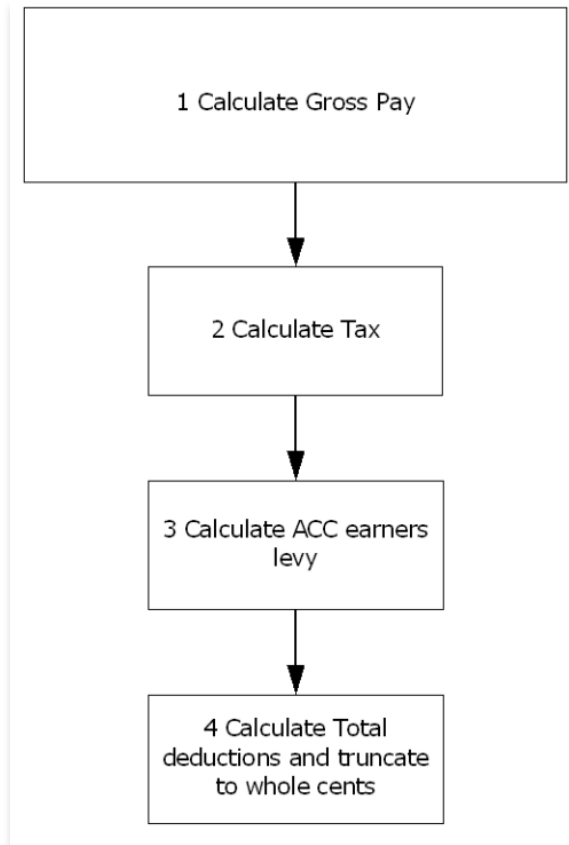 1 Calculate Gross Pay
2 Calculate Tax
3 Calculate ACC earners
levy
4 Calculate Total
deductions and truncate
to whole cents